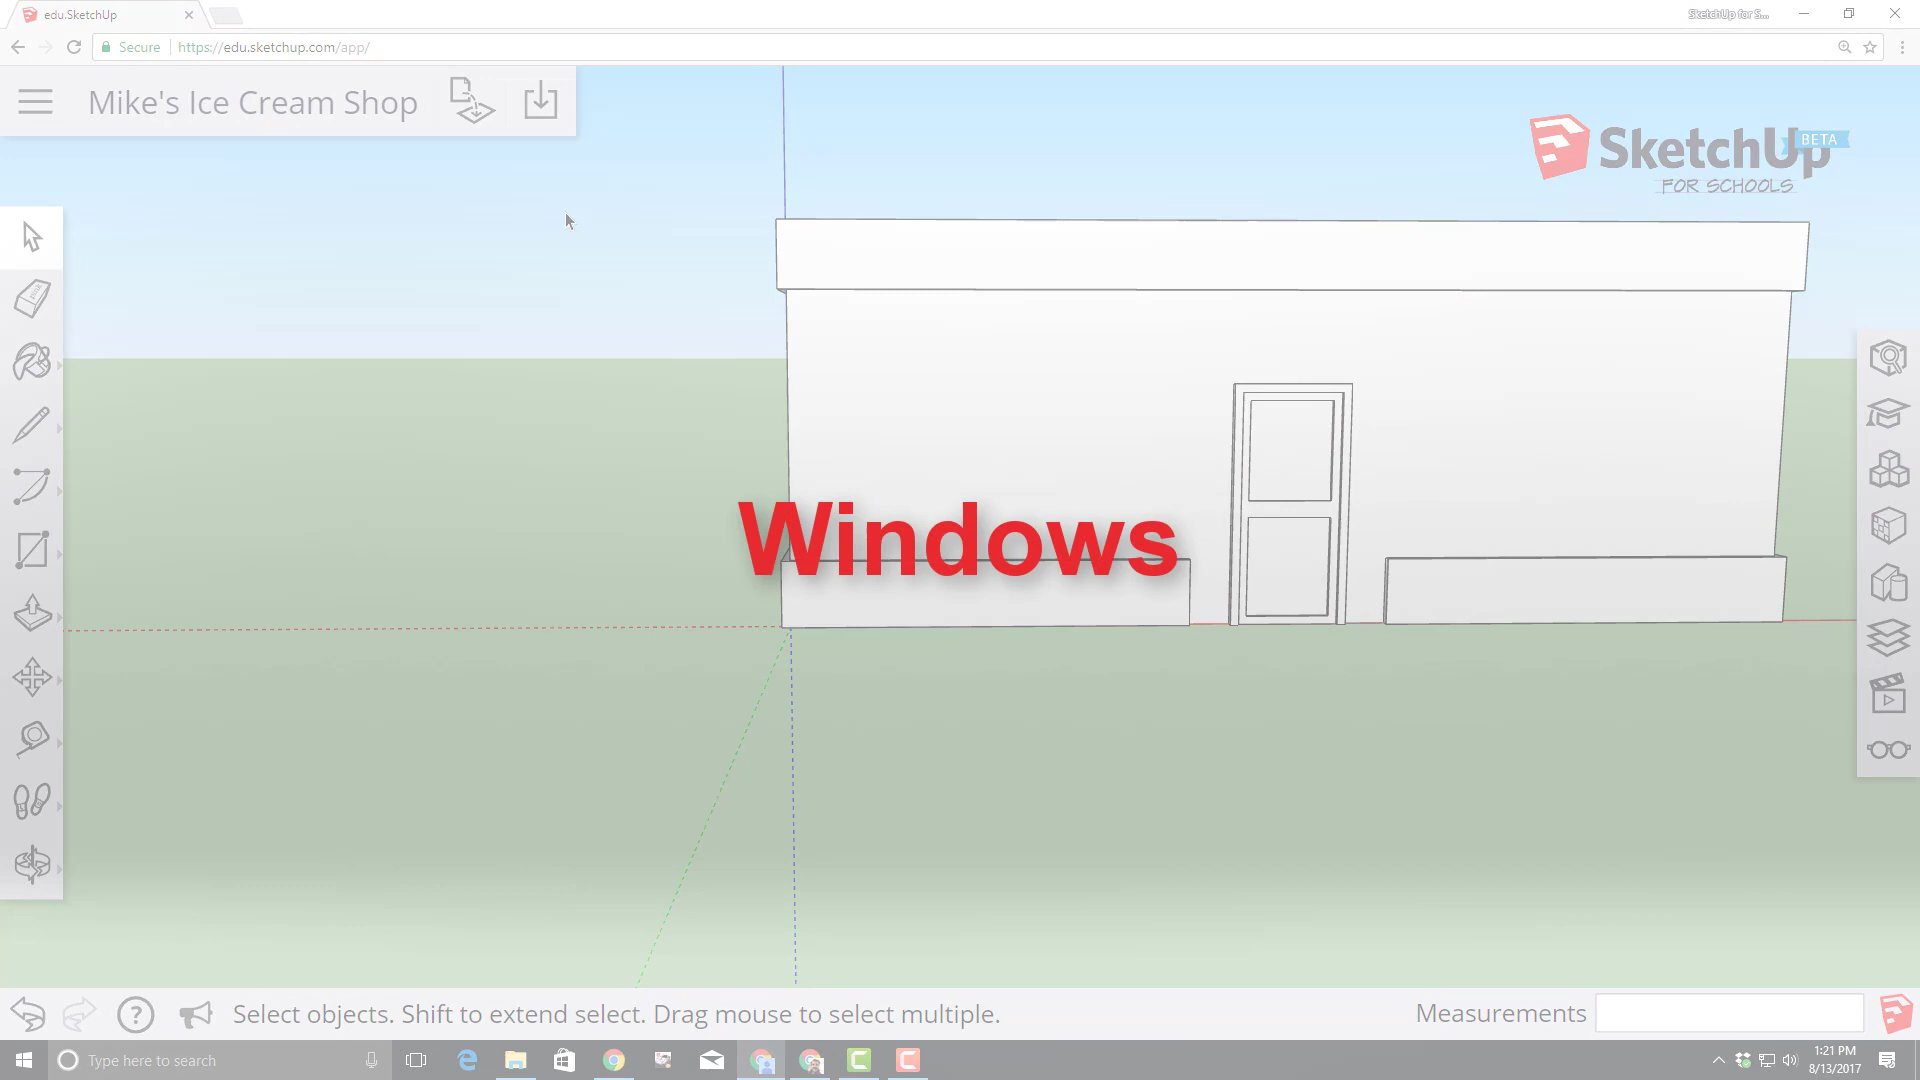 edu.SketchUp
SketchUp for S...
Secure
https://edu.sketchup.com/app/
Mike's Ice Cream Shop
SketchUp
BETA
FOR SCHOOLS
Windows
?
Select objects. Shift to extend select. Drag mouse to select multiple.
Measurements
Type here to search
1:21 PM
8/13/2017